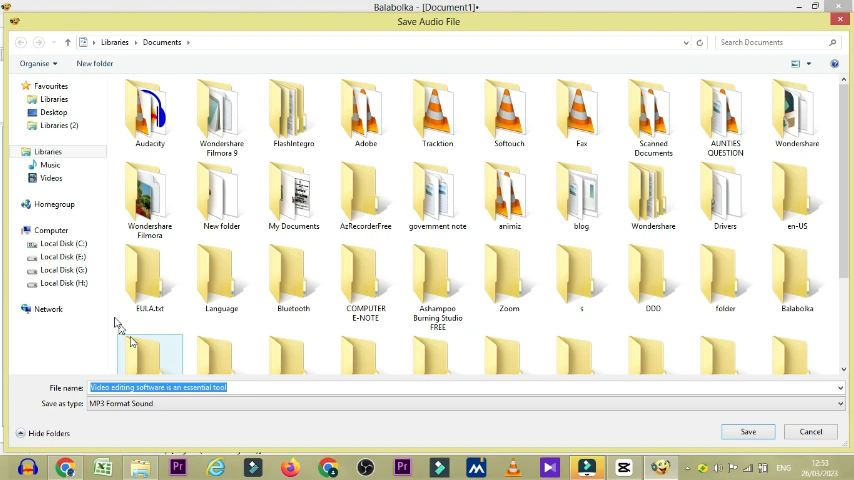 Balabolka - [Document1]•
Save Audio File
Libraries
Documents
Search Documents
Organise
New folder
Favourites
Libraries
Desktop
Libraries (2)
Libraries
Music
Videos
Homegroup
Computer
Local Disk (C:)
Local Disk (E:)
Local Disk (G:)
Local Disk (H:)
Network
Audacity
Wondershare Filmora 9
FlashIntegro
Adobe
Tracktion
Softouch
Fax
Scanned Documents
AUNTIES QUESTION
Wondershare
Wondershare Filmora
New folder
My Documents
AzRecorderFree
government note
animiz
blog
Wondershare
Drivers
en-US
EULA.txt
Language
Bluetooth
COMPUTER E-NOTE
Ashampoo Burning Studio FREE
Zoom
s
DDD
folder
Balabolka
File name: Video editing software is an essential tool
Save as type: MP3 Format Sound
Hide Folders
Save
Cancel
ENG
12:53
26/03/2023